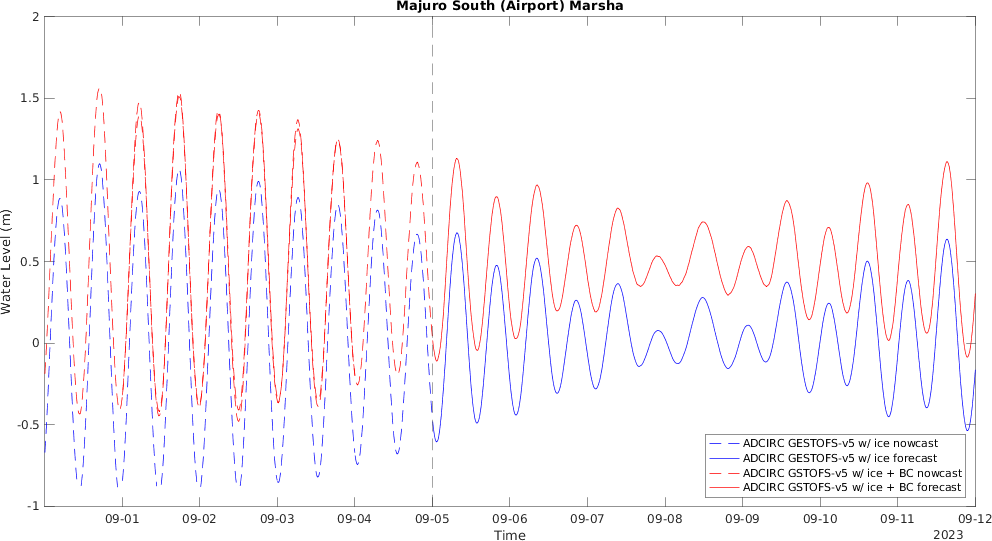 Majuro South (Airport) Marsha
Water Level (m)
2
1.5
1
0.5
0
-0.5
-1
09-01 09-02 09-03 09-04 09-05 09-06 09-07 09-08 09-09 09-10 09-11 09-12
Time
2023
ADCIRC GESTOFS-v5 w/ ice nowcast
ADCIRC GESTOFS-v5 w/ ice forecast
ADCIRC GSTOFS-v5 w/ ice + BC nowcast
ADCIRC GSTOFS-v5 w/ ice + BC forecast